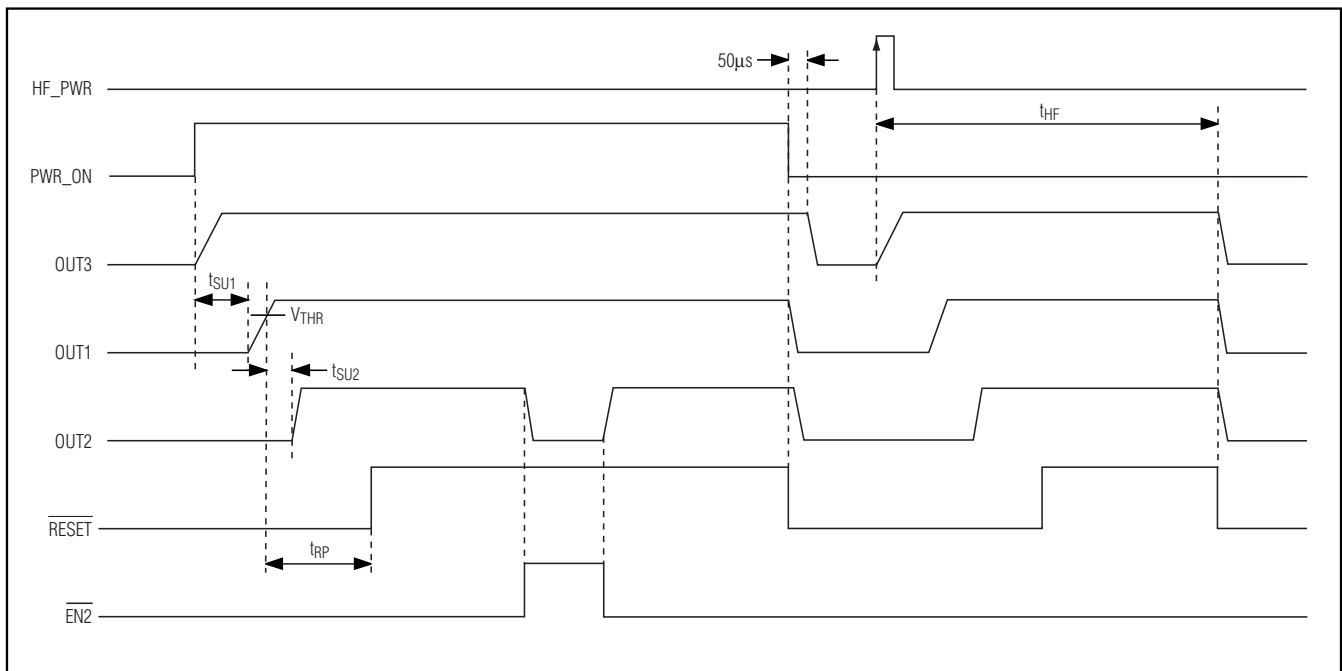 50μs
HF_PWR
tHF
PWR_ON
OUT3
tSU1
VTHR
OUT1
tSU2
OUT2
RESET
tRP
EN2